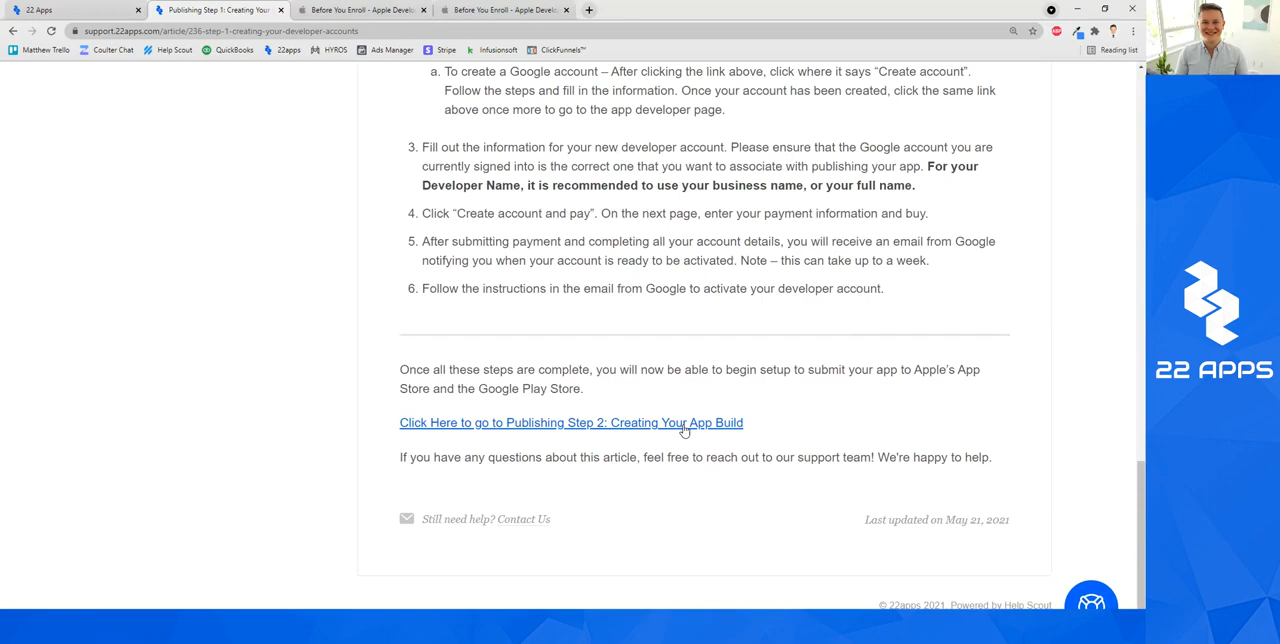 22 Apps
Publishing Step 1: Creating Your
Before You Enroll - Apple Develo
Before You Enroll - Apple Develo
support.22apps.com/article/236-step-1-creating-your-developer-accounts
Matthew Trello
Coulter Chat
Help Scout
QuickBooks
22apps
HYROS
Ads Manager
Stripe
Infusionsoft
ClickFunnels™
Reading list
a. To create a Google account – After clicking the link above, click where it says “Create account”.
Follow the steps and fill in the information. Once your account has been created, click the same link
above once more to go to the app developer page.
3. Fill out the information for your new developer account. Please ensure that the Google account you are
currently signed into is the correct one that you want to associate with publishing your app. For your
Developer Name, it is recommended to use your business name, or your full name.
4. Click “Create account and pay”. On the next page, enter your payment information and buy.
5. After submitting payment and completing all your account details, you will receive an email from Google
notifying you when your account is ready to be activated. Note – this can take up to a week.
6. Follow the instructions in the email from Google to activate your developer account.
Once all these steps are complete, you will now be able to begin setup to submit your app to Apple’s App
Store and the Google Play Store.
Click Here to go to Publishing Step 2: Creating Your App Build
If you have any questions about this article, feel free to reach out to our support team! We're happy to help.
Still need help? Contact Us
Last updated on May 21, 2021
© 22apps 2021. Powered by Help Scout
22 APPS